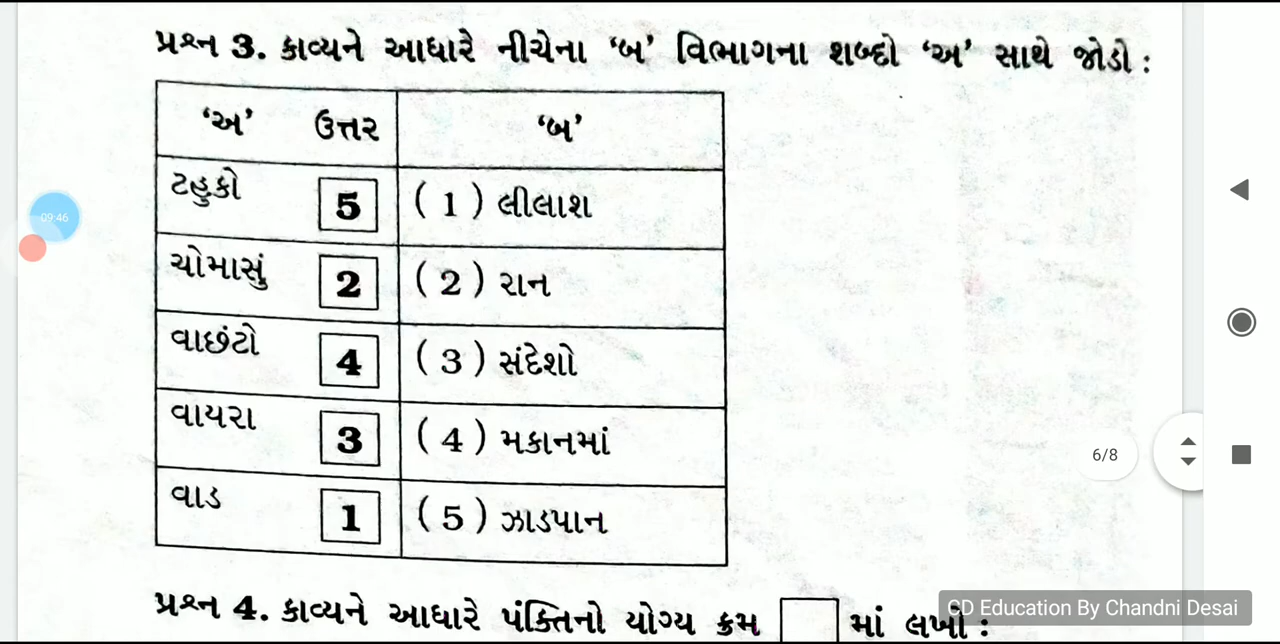 પ્રશ્ન 3. કાવ્યને આધારે નીચેના ‘બ’ વિભાગના શબ્દો ‘અ’ સાથે જોડો :
‘અ’ ઉત્તર ‘બ’
ટહુકો 5 ( 1 ) લીલાશ
ચોમાસું 2 ( 2 ) રાન
વાછંટો 4 ( 3 ) સંદેશો
વાયરા 3 ( 4 ) મકાનમાં
વાડ 1 ( 5 ) ઝાડપાન
પ્રશ્ન 4. કાવ્યને આધારે પંક્તિનો યોગ્ય ક્રમ માં લખો :
09:46
6/8
CD Education By Chandni Desai